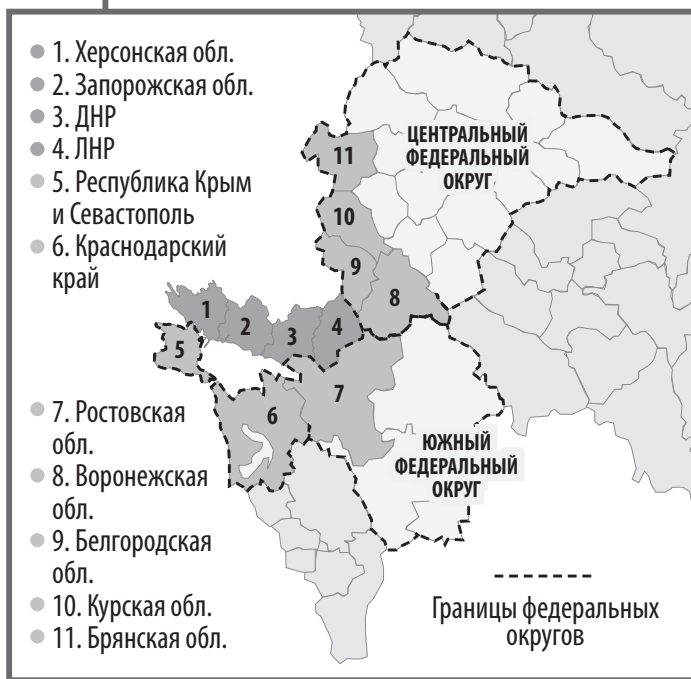 1. Херсонская обл.
2. Запорожская обл.
3. ДНР
4. ЛНР
5. Республика Крым
и Севастополь
6. Краснодарский
край
7. Ростовская
обл.
8. Воронежская
обл.
9. Белгородская
обл.
10. Курская обл.
11. Брянская обл.
ЦЕНТРАЛЬНЫЙ
ФЕДЕРАЛЬНЫЙ
ОКРУГ
11
10
9
8
1
2
3
4
5
6
7
ЮЖНЫЙ
ФЕДЕРАЛЬНЫЙ
ОКРУГ
Границы федеральных
округов